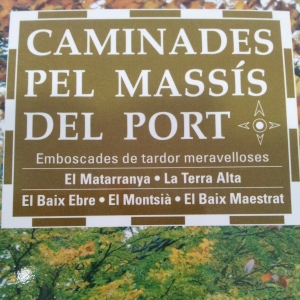 CAMINADES
PEL MASSÍS
DEL PORT
Emboscades de tardor meravelloses
El Matarranya • La Terra Alta
El Baix Ebre • El Montsià • El Baix Maestrat